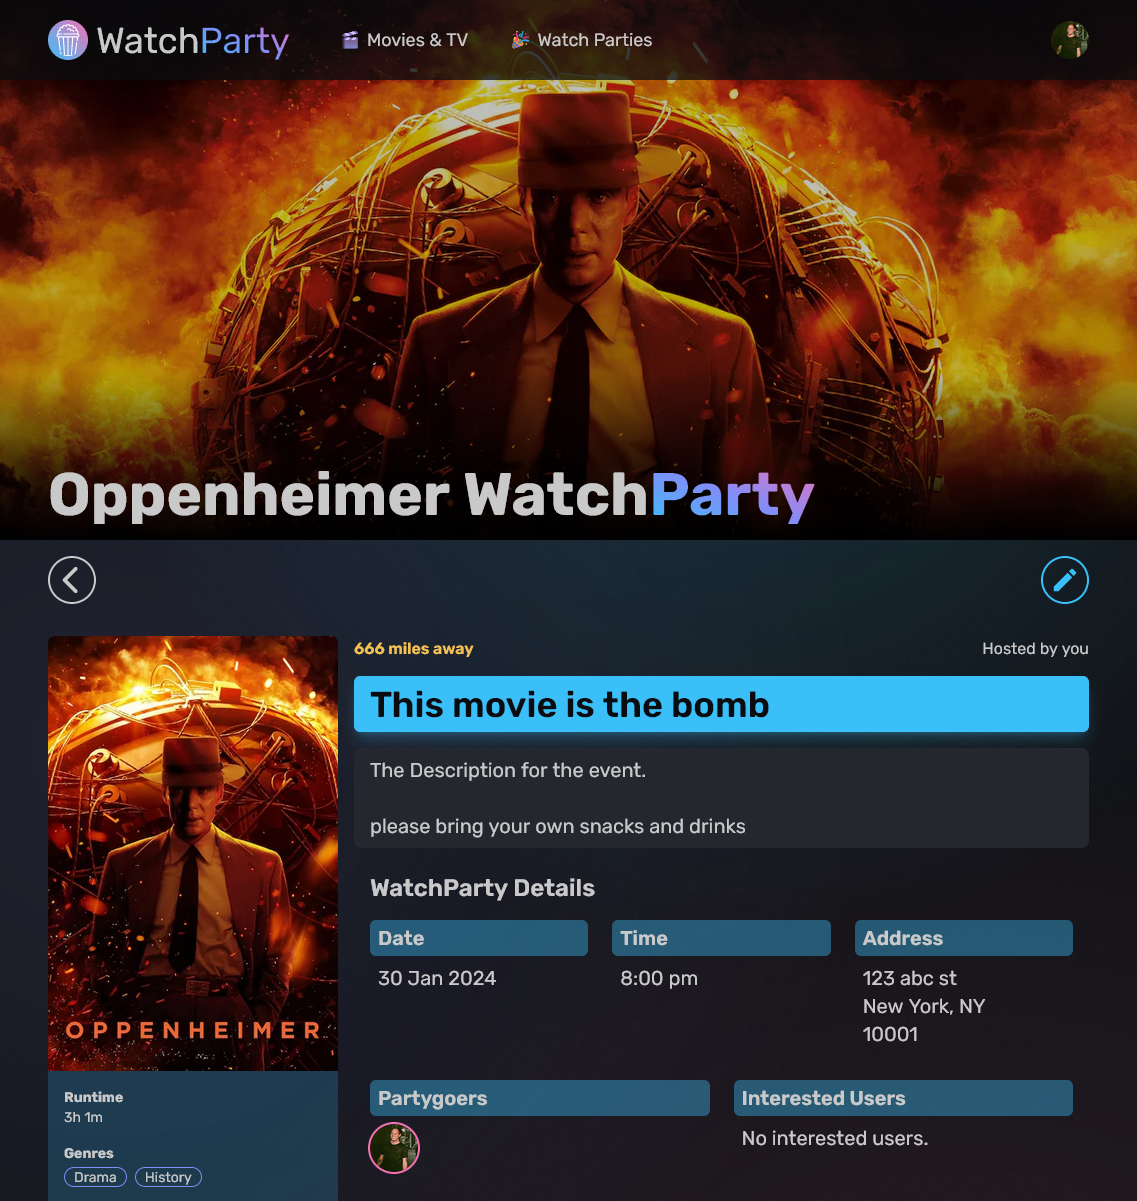 WatchParty
Movies & TV
Watch Parties
Oppenheimer WatchParty
666 miles away
Hosted by you
This movie is the bomb
The Description for the event.
please bring your own snacks and drinks
WatchParty Details
Date
Time
Address
30 Jan 2024
8:00 pm
123 abc st
New York, NY
10001
OPPENHEIMER
Partygoers
Interested Users
No interested users.
Runtime
3h 1m
Genres
Drama
History